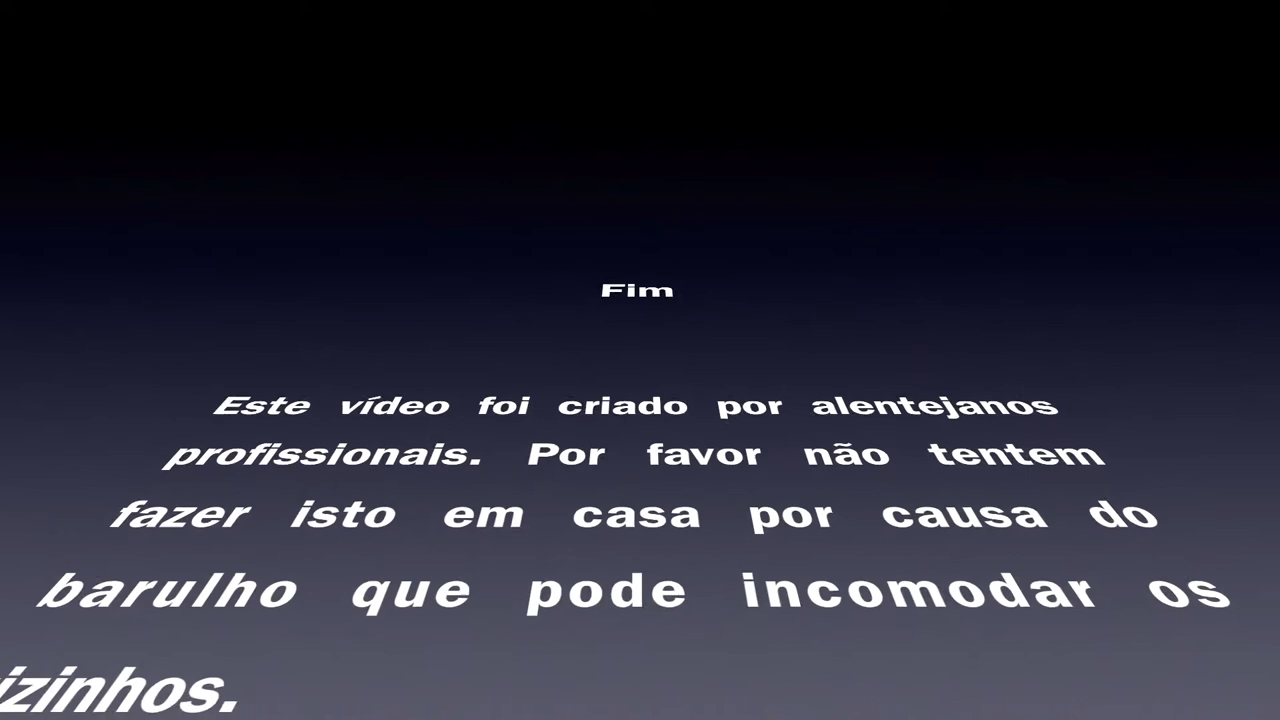 Fim
Este vídeo foi criado por alentejanos
profissionais. Por favor não tentem
fazer isto em casa por causa do
barulho que pode incomodar os
izinhos.